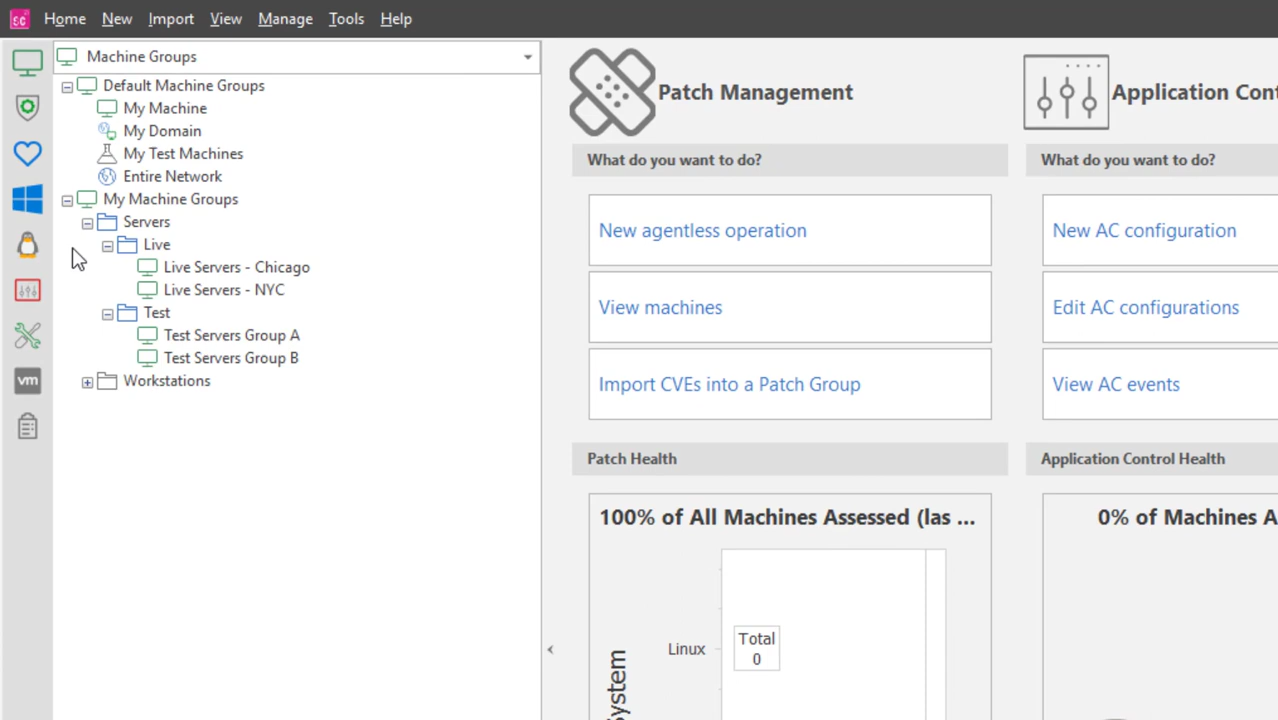 sc Home New Import View Manage Tools Help
Machine Groups
Default Machine Groups
My Machine
My Domain
My Test Machines
Entire Network
My Machine Groups
Servers
Live
Live Servers - Chicago
Live Servers - NYC
Test
Test Servers Group A
Test Servers Group B
Workstations
vm
Patch Management
What do you want to do?
New agentless operation
View machines
Import CVEs into a Patch Group
Patch Health
100% of All Machines Assessed (las ...
System
Linux
Total
0
Application Cont
What do you want to do?
New AC configuration
Edit AC configurations
View AC events
Application Control Health
0% of Machines A